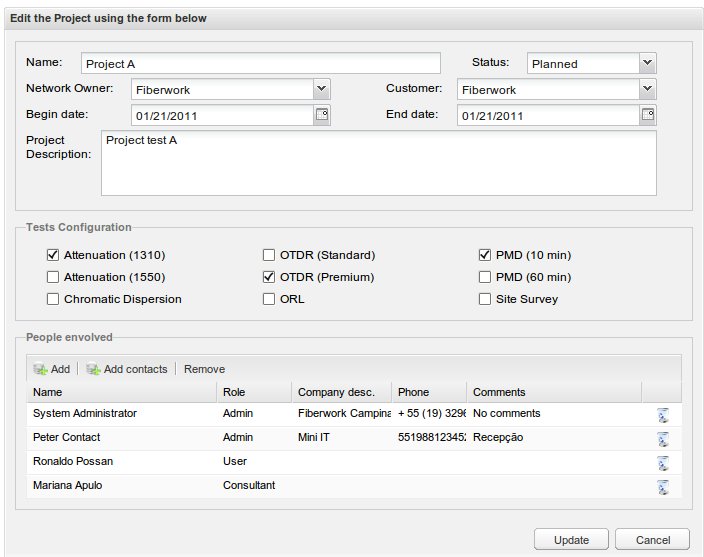 Edit the Project using the form below
Name: Project A Status: Planned
Network Owner: Fiberwork Customer: Fiberwork
Begin date: 01/21/2011 End date: 01/21/2011
Project Description: Project test A
Tests Configuration
Attenuation (1310) OTDR (Standard) PMD (10 min)
Attenuation (1550) OTDR (Premium) PMD (60 min)
Chromatic Dispersion ORL Site Survey
People envolved
Add Add contacts Remove
Name Role Company desc. Phone Comments
System Administrator Admin Fiberwork Campina + 55 (19) 3296 No comments
Peter Contact Admin Mini IT 551988123452 Recepção
Ronaldo Possan User
Mariana Apulo Consultant
Update Cancel